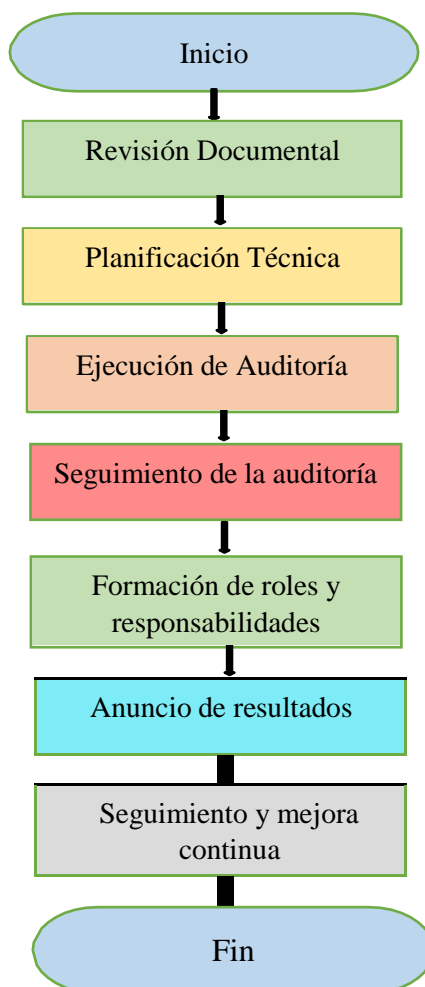 Inicio
Revisión Documental
Planificación Técnica
Ejecución de Auditoría
Seguimiento de la auditoría
Formación de roles y
responsabilidades
Anuncio de resultados
Seguimiento y mejora
continua
Fin